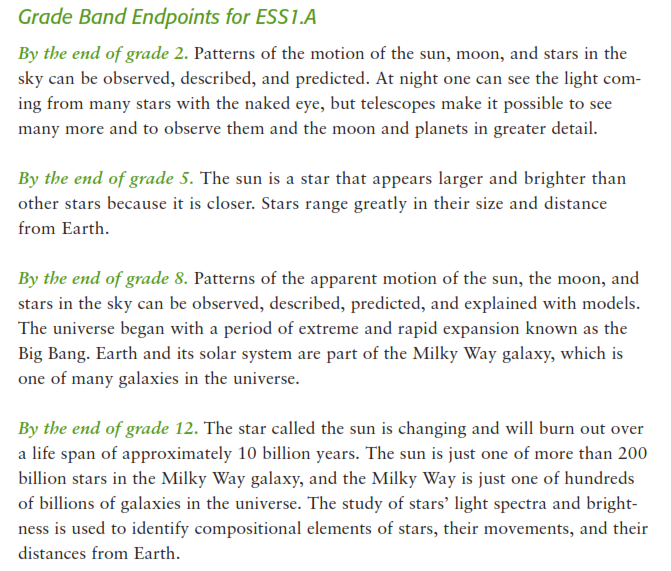 Grade Band Endpoints for ESS1.A
By the end of grade 2. Patterns of the motion of the sun, moon, and stars in the
sky can be observed, described, and predicted. At night one can see the light com-
ing from many stars with the naked eye, but telescopes make it possible to see
many more and to observe them and the moon and planets in greater detail.
By the end of grade 5. The sun is a star that appears larger and brighter than
other stars because it is closer. Stars range greatly in their size and distance
from Earth.
By the end of grade 8. Patterns of the apparent motion of the sun, the moon, and
stars in the sky can be observed, described, predicted, and explained with models.
The universe began with a period of extreme and rapid expansion known as the
Big Bang. Earth and its solar system are part of the Milky Way galaxy, which is
one of many galaxies in the universe.
By the end of grade 12. The star called the sun is changing and will burn out over
a life span of approximately 10 billion years. The sun is just one of more than 200
billion stars in the Milky Way galaxy, and the Milky Way is just one of hundreds
of billions of galaxies in the universe. The study of stars’ light spectra and bright-
ness is used to identify compositional elements of stars, their movements, and their
distances from Earth.